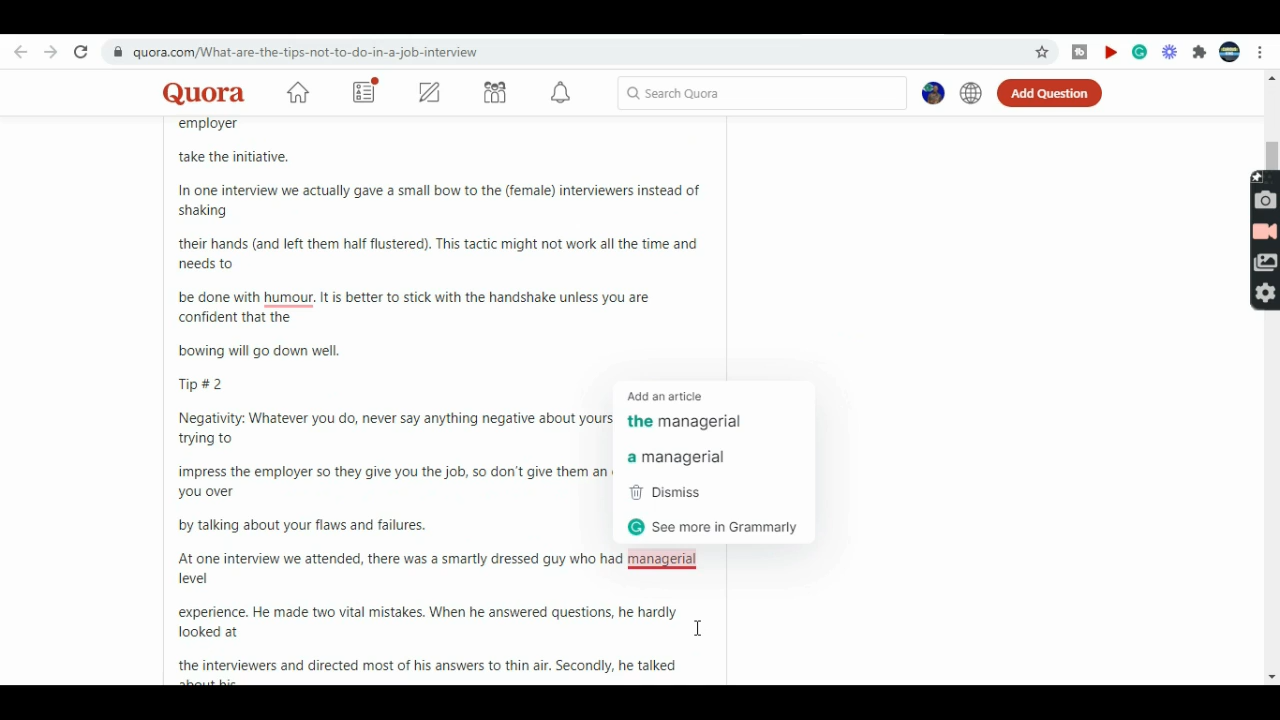 quora.com/What-are-the-tips-not-to-do-in-a-job-interview
Quora
Search Quora
Add Question
employer
take the initiative.
In one interview we actually gave a small bow to the (female) interviewers instead of
shaking
their hands (and left them half flustered). This tactic might not work all the time and
needs to
be done with humour. It is better to stick with the handshake unless you are
confident that the
bowing will go down well.
Tip # 2
Negativity: Whatever you do, never say anything negative about yours
trying to
impress the employer so they give you the job, so don't give them an
you over
by talking about your flaws and failures.
Add an article
the managerial
a managerial
Dismiss
See more in Grammarly
At one interview we attended, there was a smartly dressed guy who had managerial
level
experience. He made two vital mistakes. When he answered questions, he hardly
looked at
the interviewers and directed most of his answers to thin air. Secondly, he talked
about his